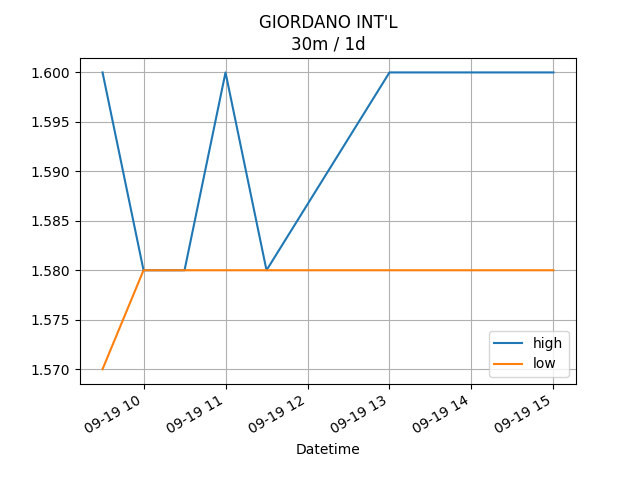 GIORDANO INT'L
30m / 1d
1.600
1.595
1.590
1.585
1.580
1.575
1.570
high
low
09-19 10
09-19 11
09-19 12
09-19 13
09-19 14
09-19 15
Datetime